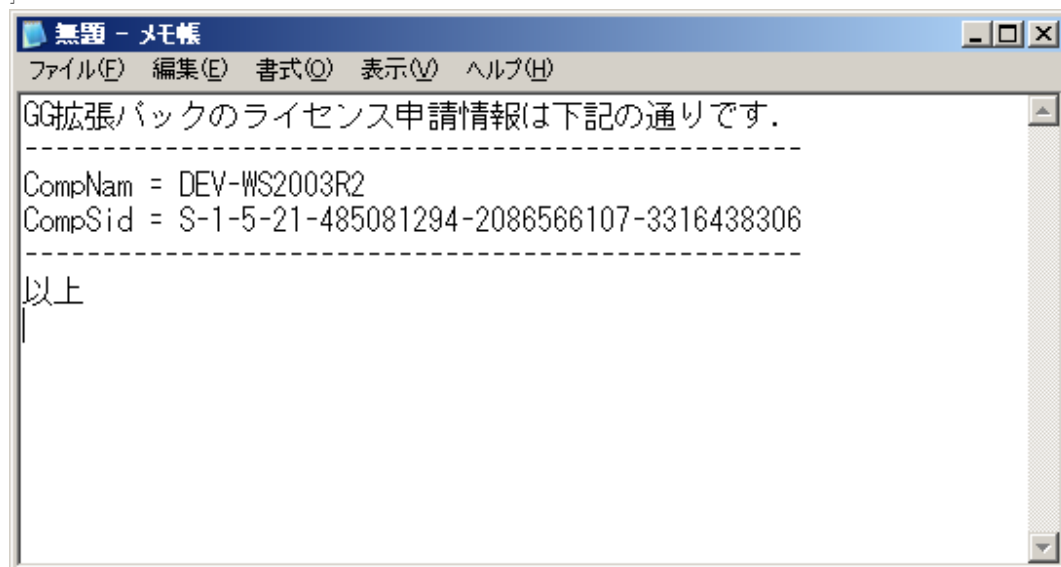 無題 - メモ帳
ファイル(F) 編集(E) 書式(O) 表示(V) ヘルプ(H)
GG拡張パックのライセンス申請情報は下記の通りです.
--------------------------------------------------
CompNam = DEV-WS2003R2
CompSid = S-1-5-21-485081294-2086566107-3316438306
--------------------------------------------------
以上